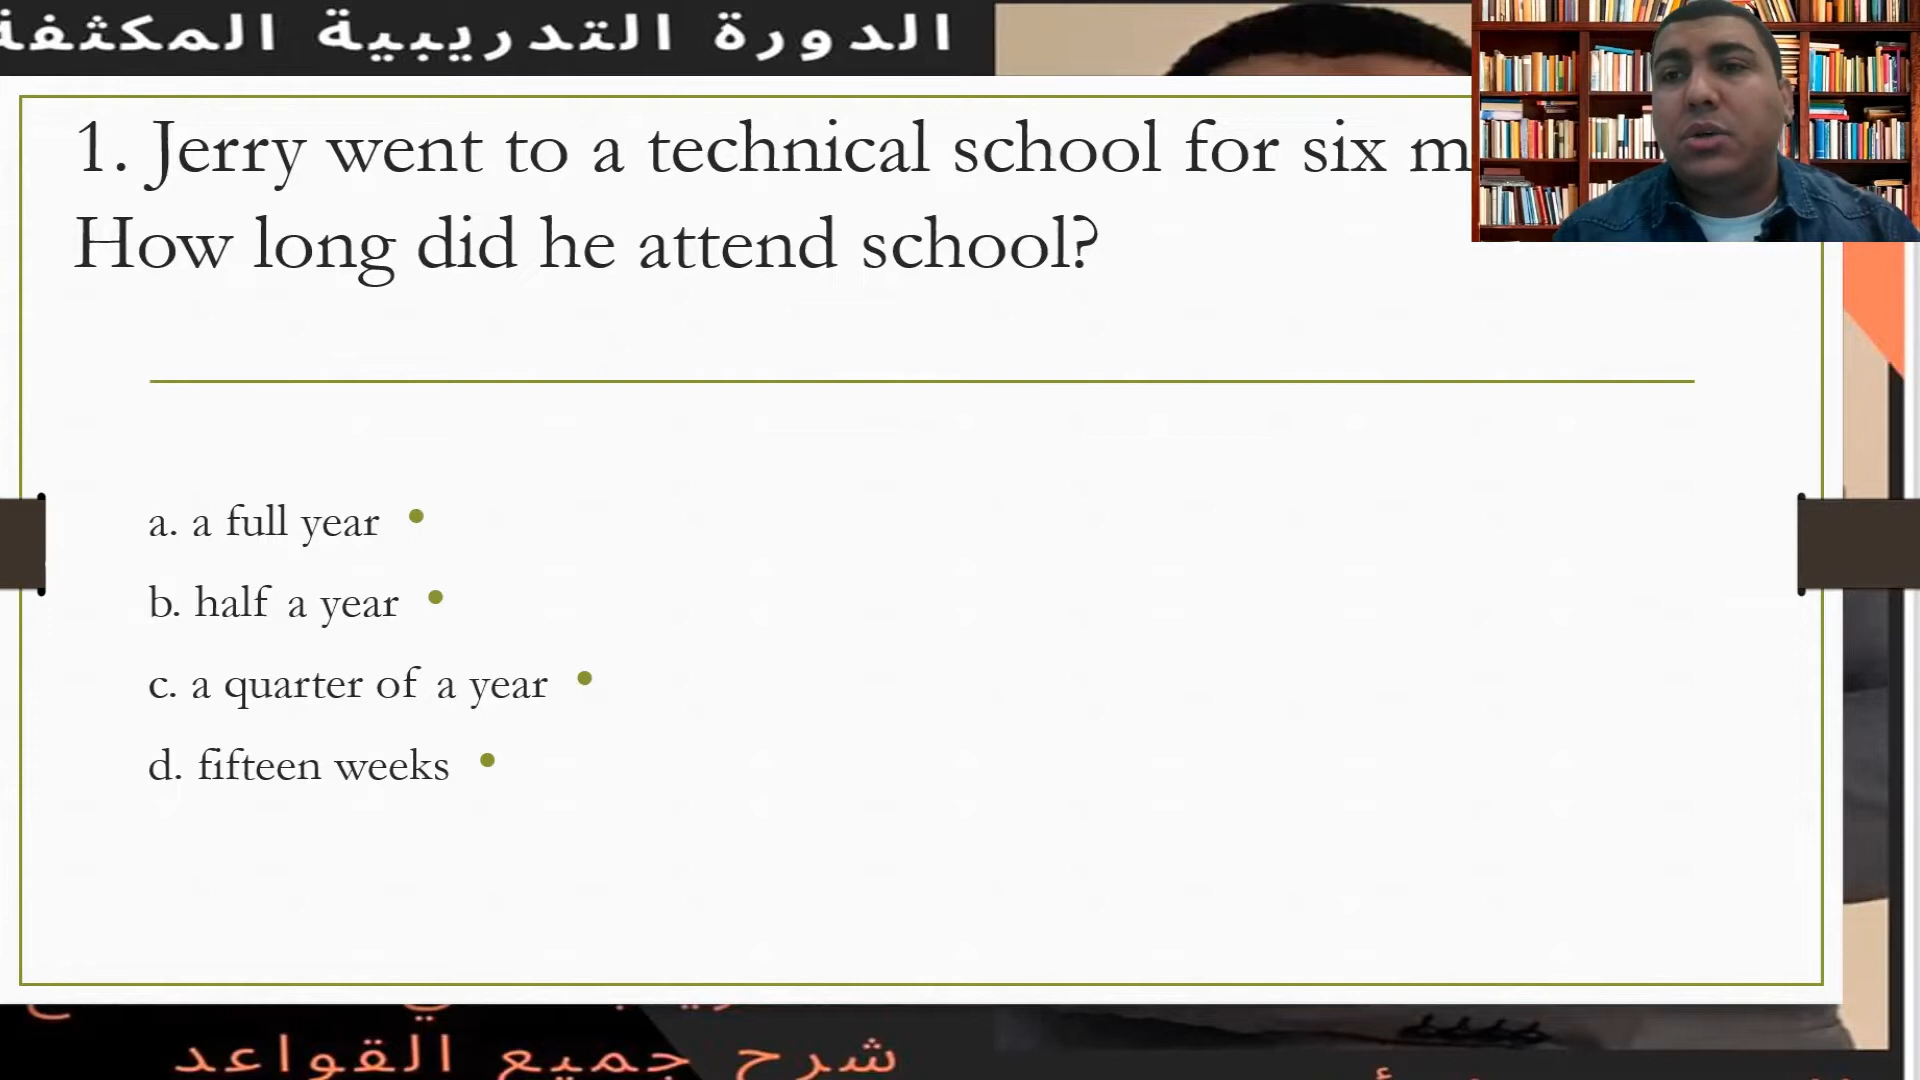 الدورة التدريبية المكثفة
1. Jerry went to a technical school for six
How long did he attend school?
a. a full year •
b. half a year •
c. a quarter of a year •
d. fifteen weeks •
شرح جميع القواعد